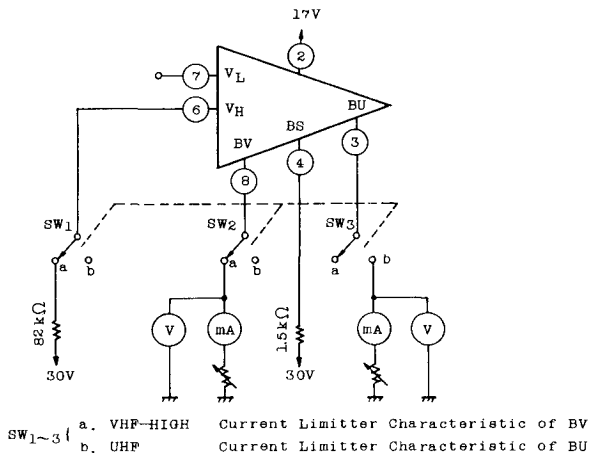 17V
2
7 VL
6 VH
BU
BS
BV
3
4
8
SW1
SW2
SW3
a b
a b
a b
82kΩ
V
mA
1.5kΩ
mA
V
30V
30V
SW1~3 { a. VHF-HIGH Current Limitter Characteristic of BV
b. UHF Current Limitter Characteristic of BU